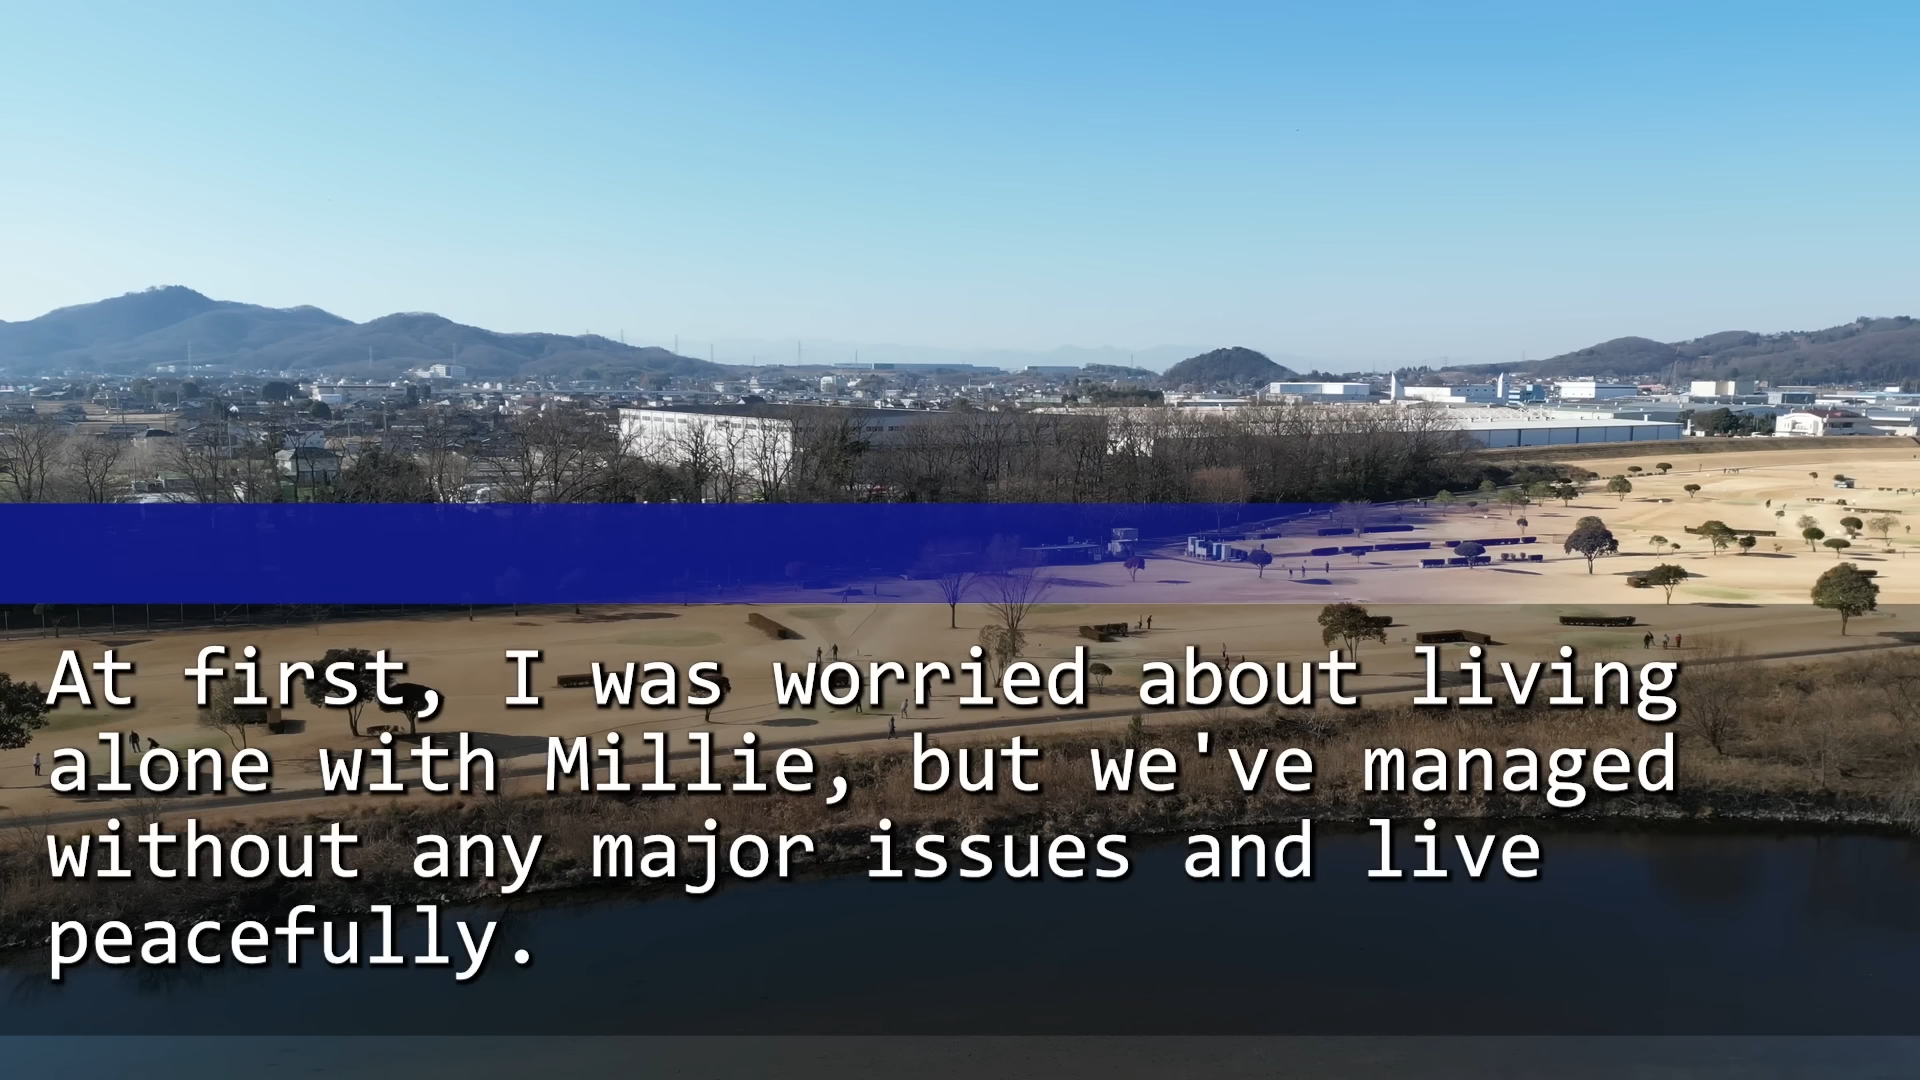 At first, I was worried about living
alone with Millie, but we've managed
without any major issues and live
peacefully.